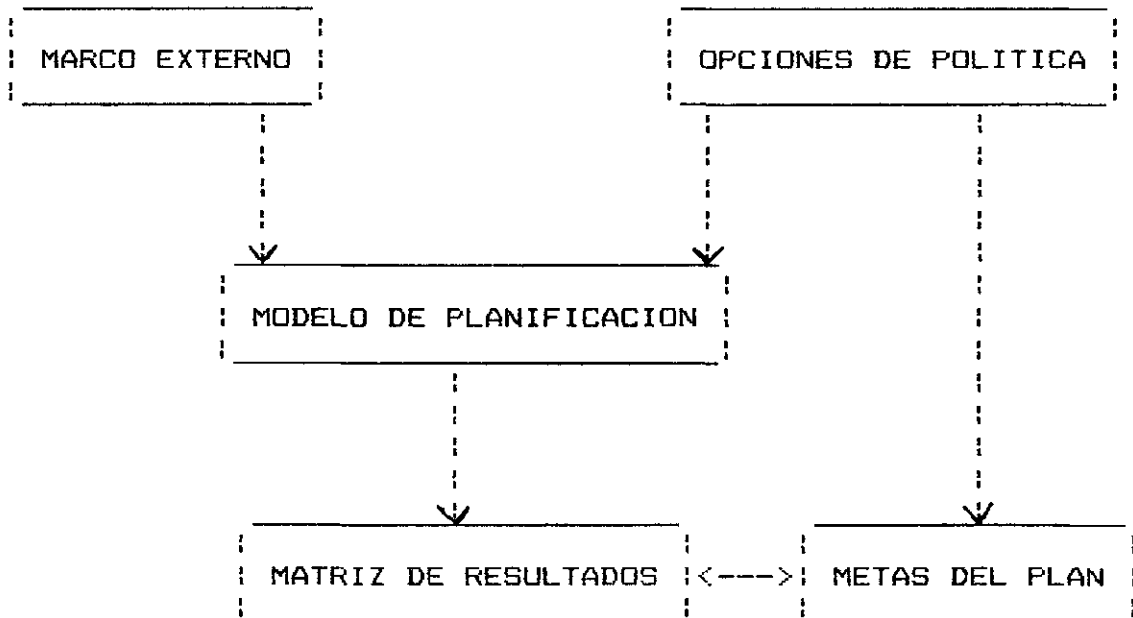 MARCO EXTERNO
OPCIONES DE POLITICA
MODELO DE PLANIFICACION
MATRIZ DE RESULTADOS <---> METAS DEL PLAN